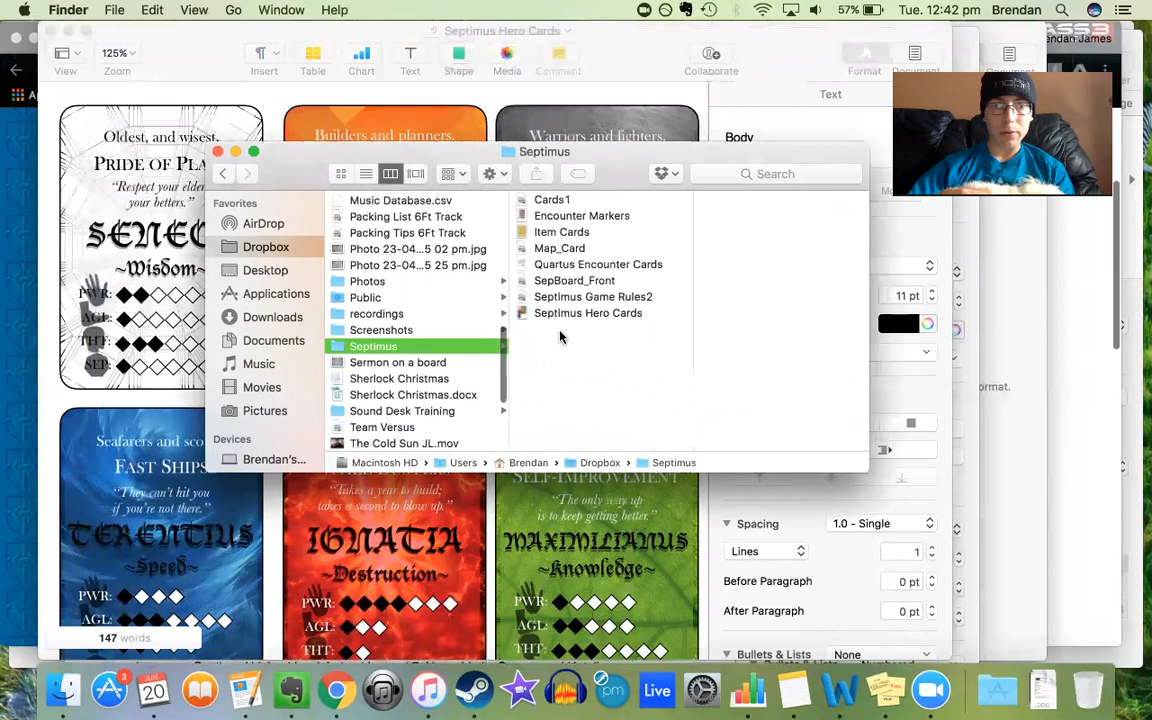 Finder File Edit View Go Window Help 57% Tue. 12:42 pm Brendan
Septimus Hero Cards
125%
View Zoom Insert Table Chart Text Shape Media Comment Collaborate Format Document
Text
Body
Oldest, and wisest,
Builders and planners,
Warriors and fighters,
"Respect your elder
your betters."
~Wisdom~
PWR:
AGL:
THT:
SEP:
Septimus
Search
Favorites
AirDrop
Dropbox
Desktop
Applications
Downloads
Documents
Music
Movies
Pictures
Devices
Brendan's...
Music Database.csv
Packing List 6Ft Track
Packing Tips 6Ft Track
Photo 23-04...5 02 pm.jpg
Photo 23-04...5 25 pm.jpg
Photos
Public
recordings
Screenshots
Septimus
Sermon on a board
Sherlock Christmas
Sherlock Christmas.docx
Sound Desk Training
Team Versus
The Cold Sun JL.mov
Cards1
Encounter Markers
Item Cards
Map_Card
Quartus Encounter Cards
SepBoard_Front
Septimus Game Rules2
Septimus Hero Cards
Macintosh HD Users Brendan Dropbox Septimus
11 pt
Spacing 1.0 - Single
Lines 1
Before Paragraph 0 pt
After Paragraph 0 pt
Bullets & Lists None
FAST SHIPS
"They can't hit you
if you're not there."
TERENTIUS
~Speed~
PWR:
AGL:
"Takes a year to build;
takes a second to blow up."
IGNATIA
~Destruction~
PWR:
AGL:
THT:
SELF-IMPROVEMENT
"The only way up
is to keep getting better."
MAXIMILIANUS
~Knowledge~
PWR:
AGL:
THT:
147 words
3
JUN
20
pm
Live